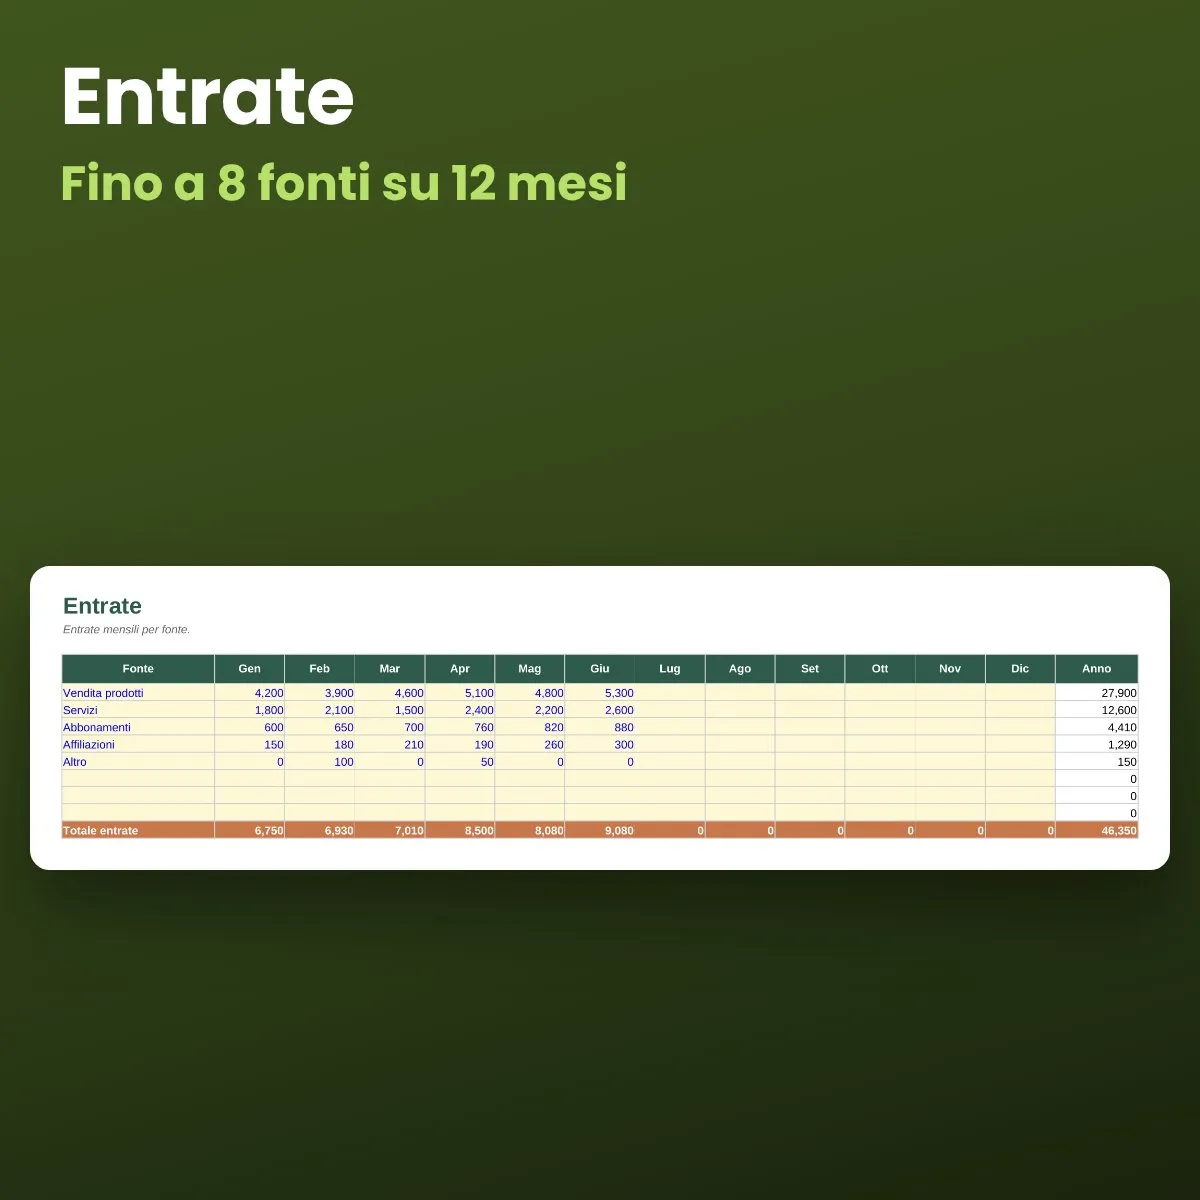 Entrate
Fino a 8 fonti su 12 mesi
Entrate
Entrate mensili per fonte.
Fonte Gen Feb Mar Apr Mag Giu Lug Ago Set Ott Nov Dic Anno
Vendita prodotti 4,200 3,900 4,600 5,100 4,800 5,300 27,900
Servizi 1,800 2,100 1,500 2,400 2,200 2,600 12,600
Abbonamenti 600 650 700 760 820 880 4,410
Affiliazioni 150 180 210 190 260 300 1,290
Altro 0 100 0 50 0 0 150
0
0
0
Totale entrate 6,750 6,930 7,010 8,500 8,080 9,080 0 0 0 0 0 0 46,350